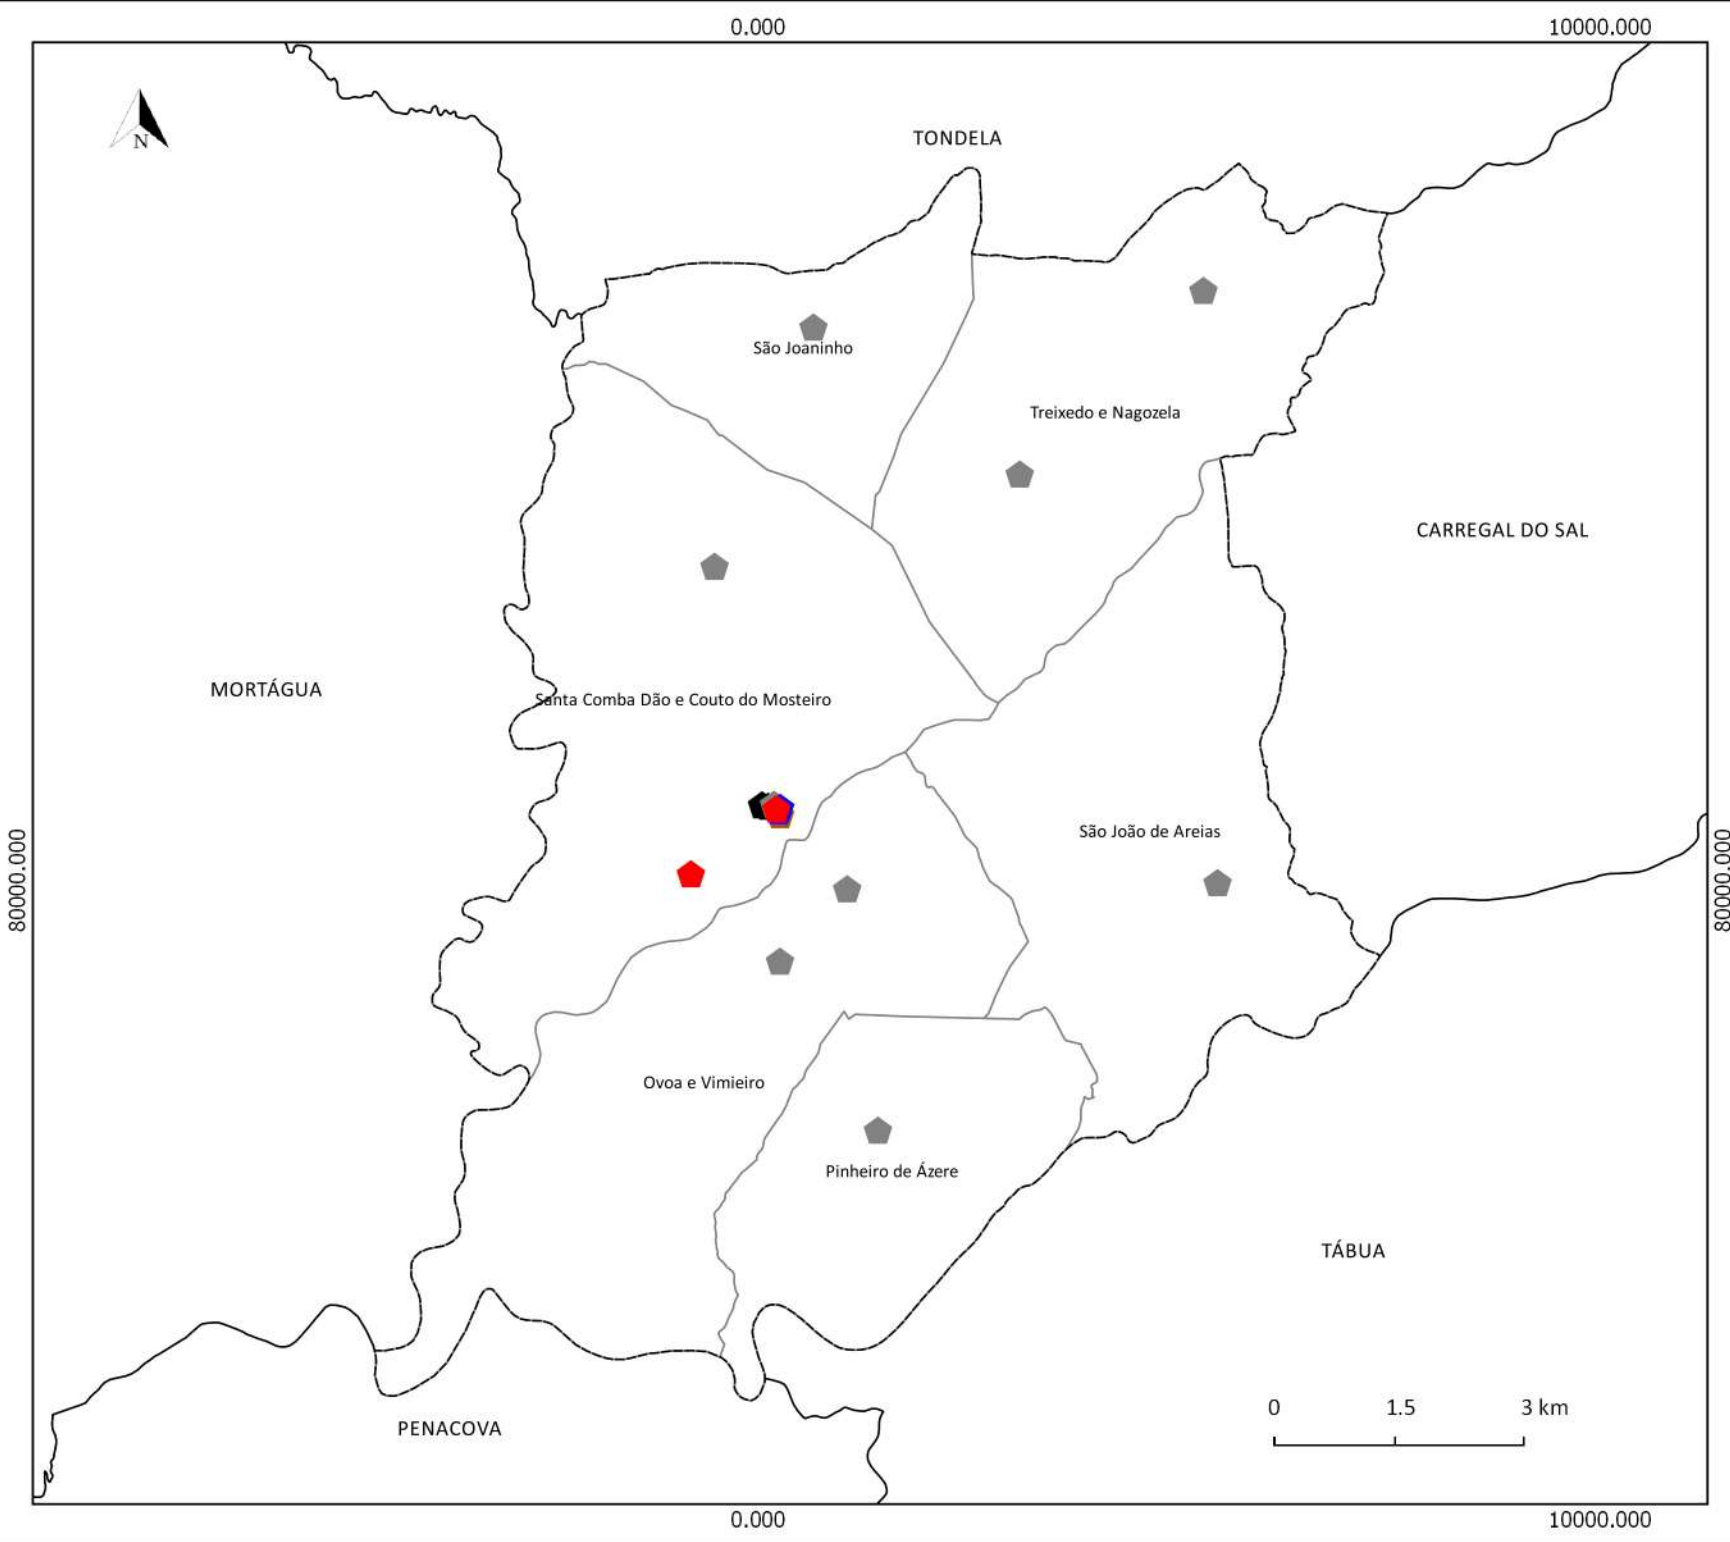 0.000 10000.000
N
TONDELA
São Joaninho
Treixedo e Nagozela
CARREGAL DO SAL
MORTÁGUA
Santa Comba Dão e Couto do Mosteiro
São João de Areias
80000.000 80000.000
Ovoa e Vimieiro
Pinheiro de Ázere
TÁBUA
0 1.5 3 km
PENACOVA
0.000 10000.000